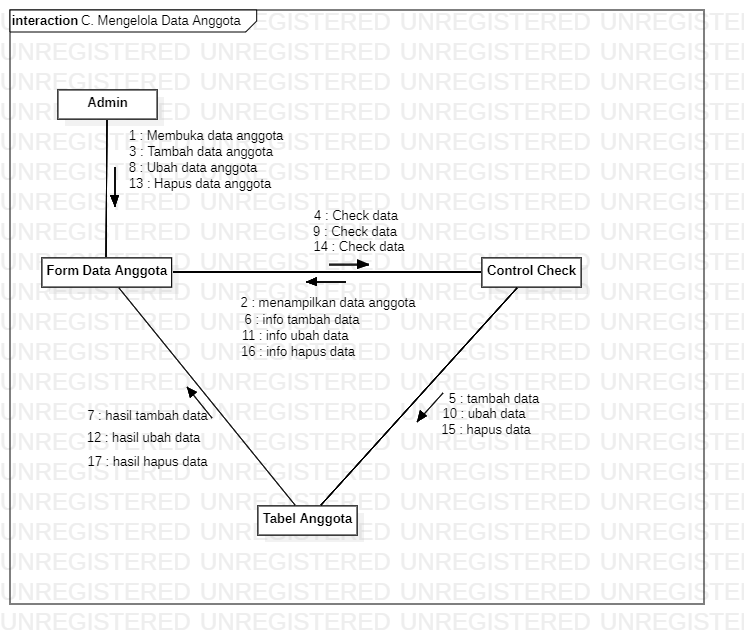 interaction C. Mengelola Data Anggota
Admin
1 : Membuka data anggota
3 : Tambah data anggota
8 : Ubah data anggota
13 : Hapus data anggota
4 : Check data
9 : Check data
14 : Check data
Form Data Anggota
Control Check
2 : menampilkan data anggota
6 : info tambah data
11 : info ubah data
16 : info hapus data
7 : hasil tambah data
12 : hasil ubah data
17 : hasil hapus data
5 : tambah data
10 : ubah data
15 : hapus data
Tabel Anggota
UNREGISTERED UNREGISTERED UNREGISTERED UNREGISTERED